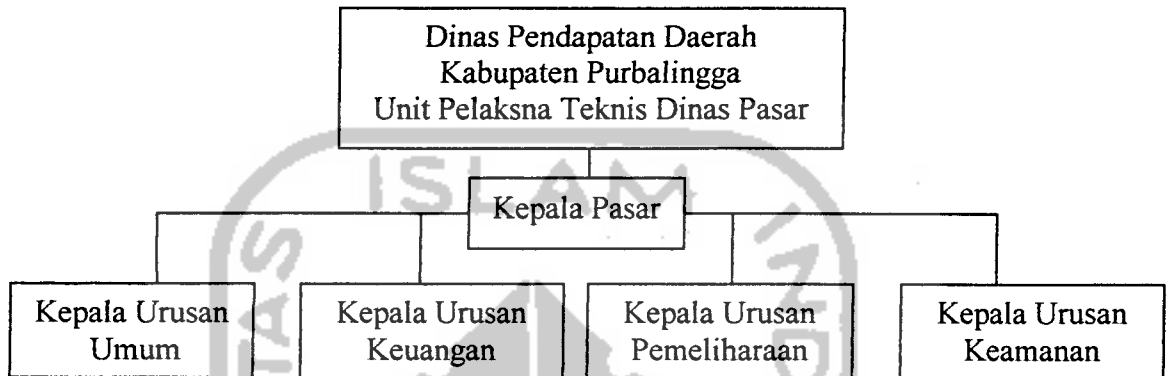 Dinas Pendapatan Daerah
Kabupaten Purbalingga
Unit Pelaksna Teknis Dinas Pasar
ISLAM
Kepala Pasar
Kepala Urusan
Umum
Kepala Urusan
Keuangan
Kepala Urusan
Pemeliharaan
Kepala Urusan
Keamanan